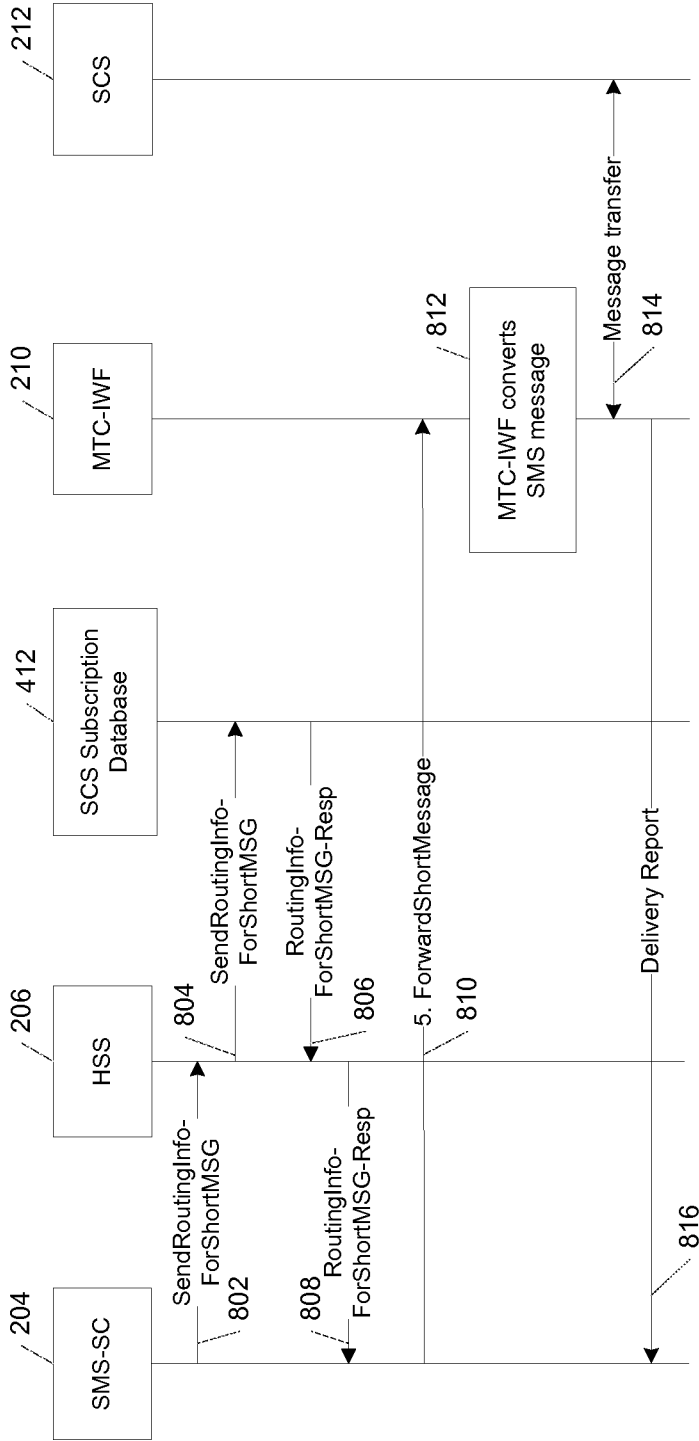 204
SMS-SC
206
HSS
412
SCS Subscription
Database
210
MTC-IWF
212
SCS
SendRoutingInfo-
ForShortMSG
802
804
SendRoutingInfo-
ForShortMSG
RoutingInfo-
ForShortMSG-Resp
806
808
RoutingInfo-
ForShortMSG-Resp
5. ForwardShortMessage
810
812
MTC-IWF converts
SMS message
Message transfer
814
Delivery Report
816